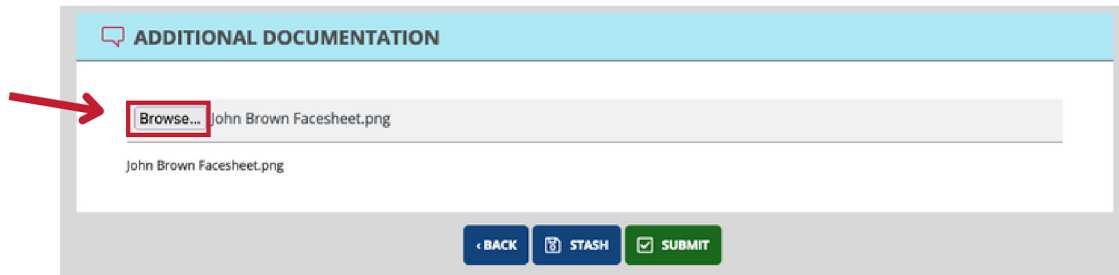 ADDITIONAL DOCUMENTATION
Browse... John Brown Facesheet.png
John Brown Facesheet.png
‹ BACK STASH SUBMIT